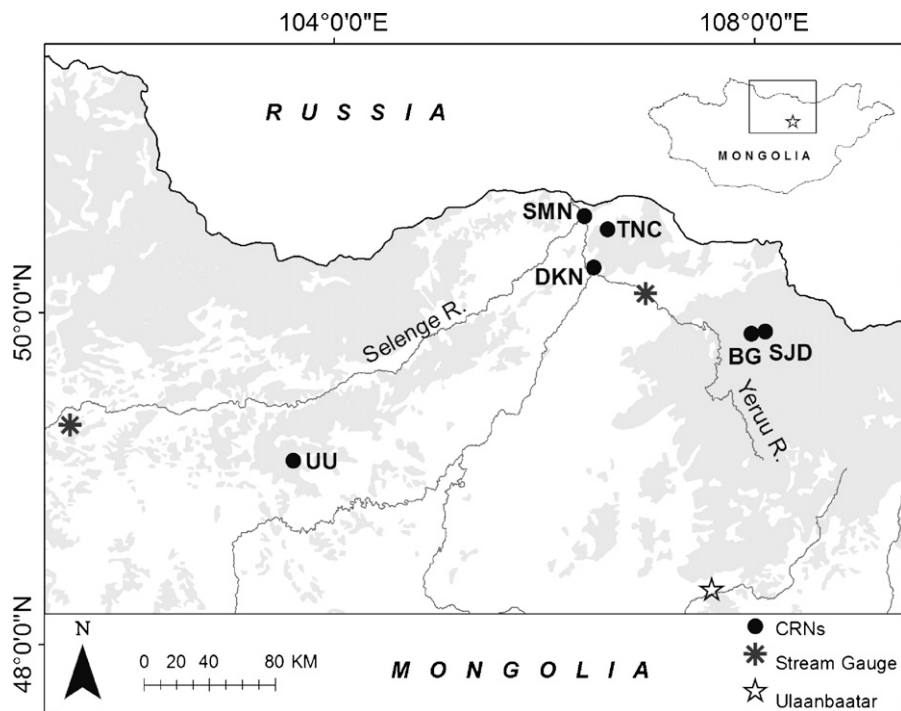 104°0'0"E
108°0'0"E
RUSSIA
MONGOLIA
SMN
TNC
DKN
50°0'0"N
Selenge R.
BG
SJD
Yeruu R.
UU
N
0 20 40 80 KM
MONGOLIA
48°0'0"N
CRNs
Stream Gauge
Ulaanbaatar